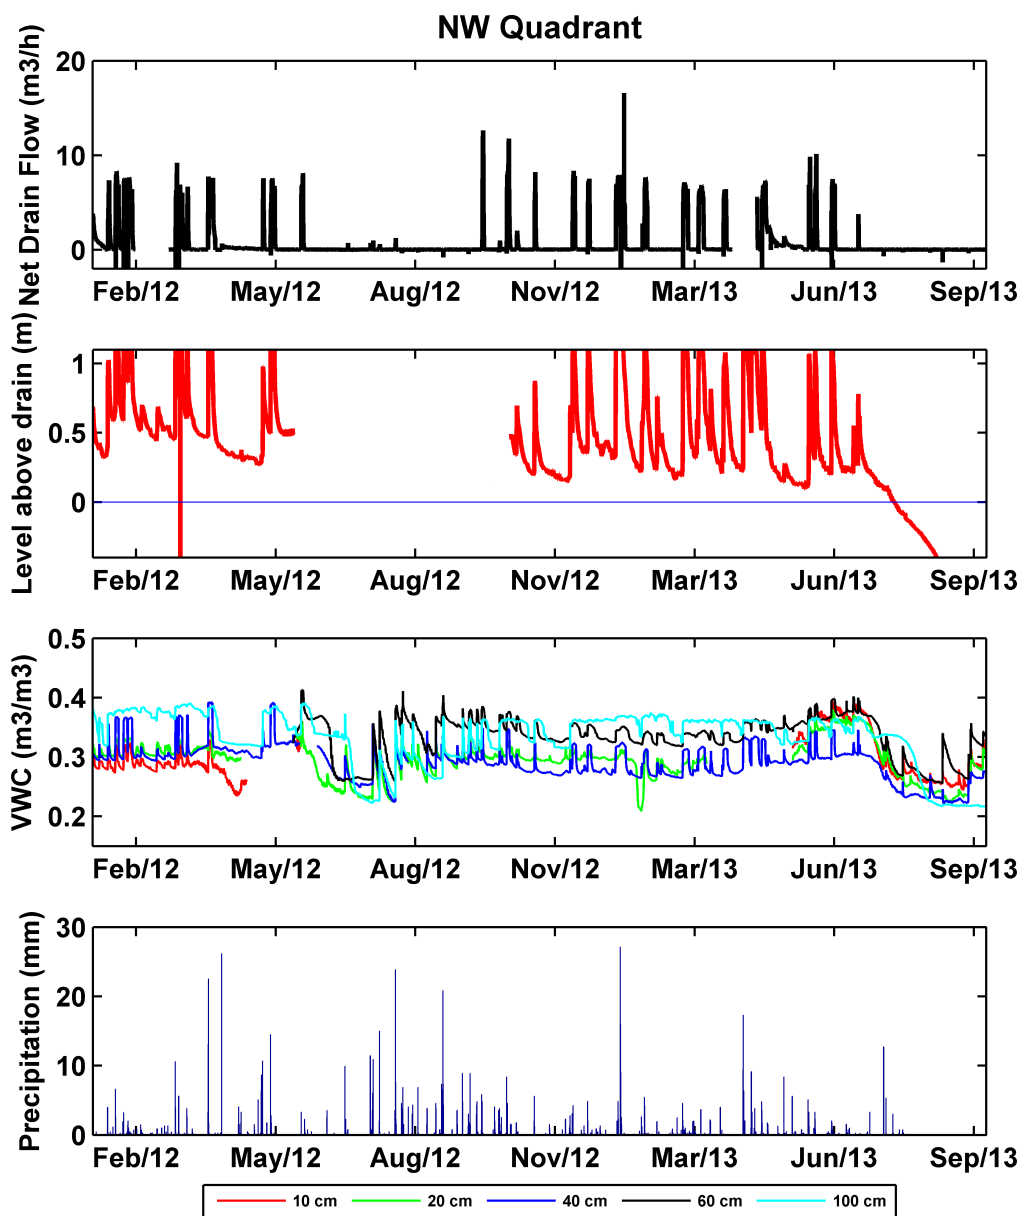 NW Quadrant
Net Drain Flow (m3/h)
20
10
0
Feb/12 May/12 Aug/12 Nov/12 Mar/13 Jun/13 Sep/13
Level above drain (m)
1
0.5
0
Feb/12 May/12 Aug/12 Nov/12 Mar/13 Jun/13 Sep/13
VWC (m3/m3)
0.5
0.4
0.3
0.2
Feb/12 May/12 Aug/12 Nov/12 Mar/13 Jun/13 Sep/13
Precipitation (mm)
30
20
10
0
Feb/12 May/12 Aug/12 Nov/12 Mar/13 Jun/13 Sep/13
10 cm 20 cm 40 cm 60 cm 100 cm